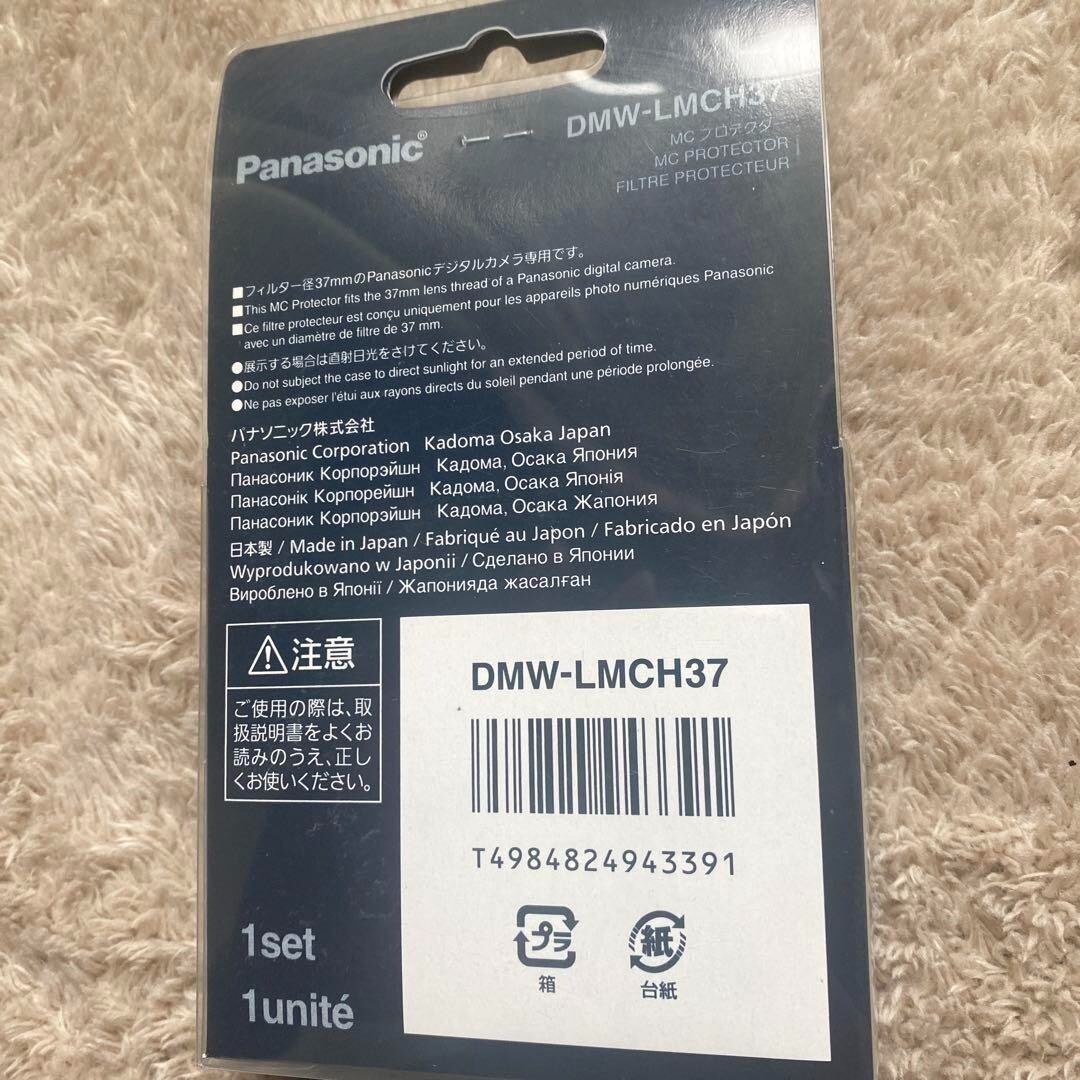 Panasonic®
DMW-LMCH37
MC プロテクター
MC PROTECTOR
FILTRE PROTECTEUR
■フィルター径37mmのPanasonicデジタルカメラ専用です。
■This MC Protector fits the 37mm lens thread of a Panasonic digital camera.
■Ce filtre protecteur est conçu uniquement pour les appareils photo numériques Panasonic
avec un diamètre de filtre de 37 mm.
●展示する場合は直射日光をさけてください。
●Do not subject the case to direct sunlight for an extended period of time.
●Ne pas exposer l'étui aux rayons directs du soleil pendant une période prolongée.
パナソニック株式会社
Panasonic Corporation Kadoma Osaka Japan
Панасоник Корпорэйшн Кадома, Осака Япония
Панасонік Корпорейшн Кадома, Осака Японія
Панасоник Корпорэйшн Кадома, Осака Жапония
日本製 / Made in Japan / Fabriqué au Japon / Fabricado en Japón
Wyprodukowano w Japonii / Сделано в Японии
Вироблено в Японії / Жапонияда жасалған
⚠注意
ご使用の際は、取
扱説明書をよくお
読みのうえ、正し
くお使いください。
DMW-LMCH37
T4984824943391
プラ
箱
紙
台紙
1set
1unité